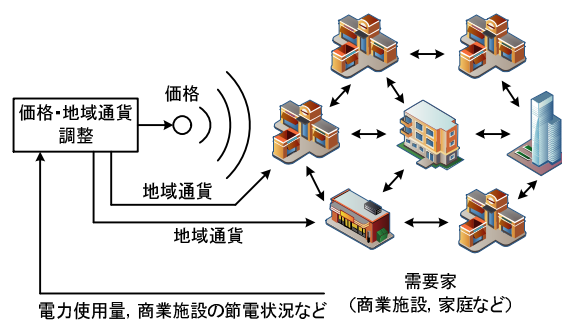 価格・地域通貨
調整
価格
地域通貨
地域通貨
需要家
(商業施設, 家庭など)
電力使用量, 商業施設の節電状況など